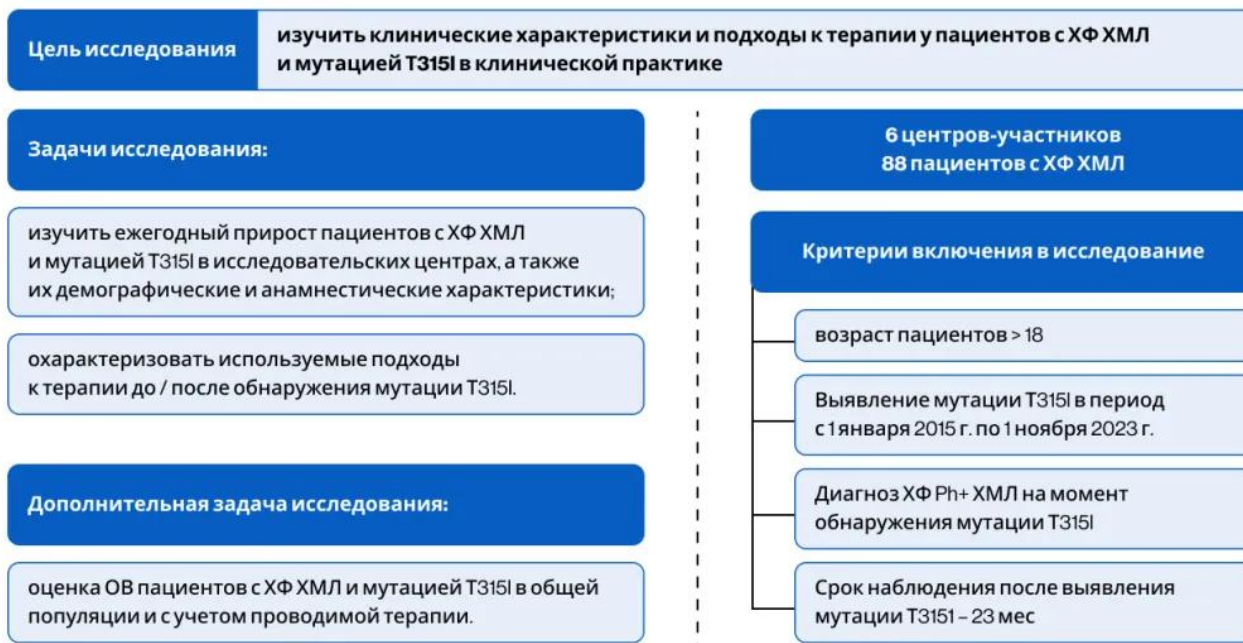 Цель исследования
изучить клинические характеристики и подходы к терапии у пациентов с ХФ ХМЛ
и мутацией T315I в клинической практике
Задачи исследования:
изучить ежегодный прирост пациентов с ХФ ХМЛ
и мутацией T315I в исследовательских центрах, а также
их демографические и анамнестические характеристики;
охарактеризовать используемые подходы
к терапии до / после обнаружения мутации T315I.
Дополнительная задача исследования:
оценка ОВ пациентов с ХФ ХМЛ и мутацией T315I в общей
популяции и с учетом проводимой терапии.
6 центров-участников
88 пациентов с ХФ ХМЛ
Критерии включения в исследование
возраст пациентов > 18
Выявление мутации T315I в период
с 1 января 2015 г. по 1 ноября 2023 г.
Диагноз ХФ Ph+ ХМЛ на момент
обнаружения мутации T315I
Срок наблюдения после выявления
мутации T3151 – 23 мес